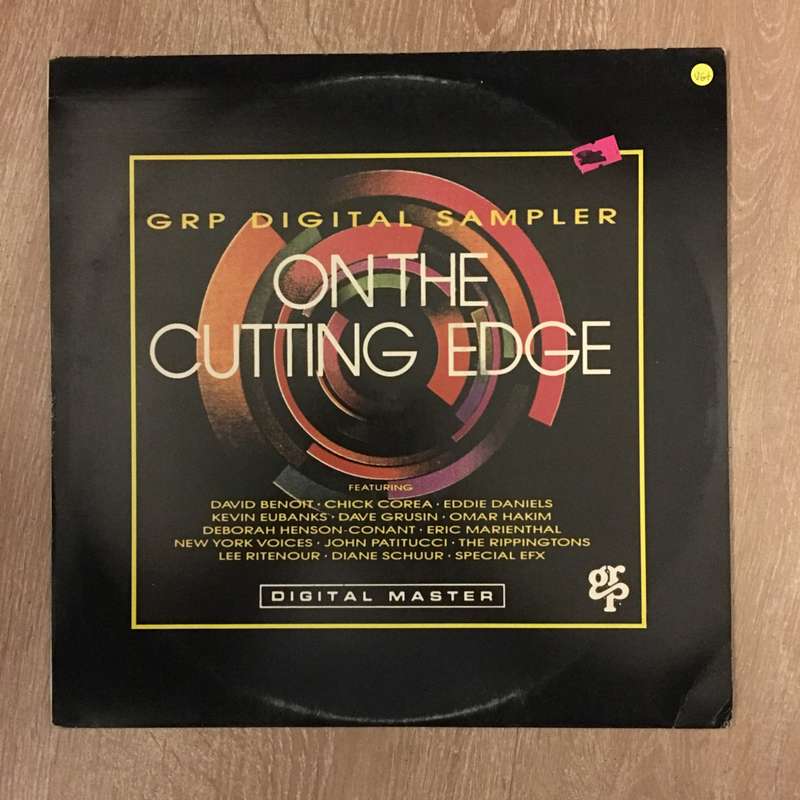 VG+
GRP DIGITAL SAMPLER
ON THE
CUTTING EDGE
FEATURING
DAVID BENOIT · CHICK COREA · EDDIE DANIELS
KEVIN EUBANKS · DAVE GRUSIN · OMAR HAKIM
DEBORAH HENSON-CONANT · ERIC MARIENTHAL
NEW YORK VOICES · JOHN PATITUCCI · THE RIPPINGTONS
LEE RITENOUR · DIANE SCHUUR · SPECIAL EFX
DIGITAL MASTER
grp